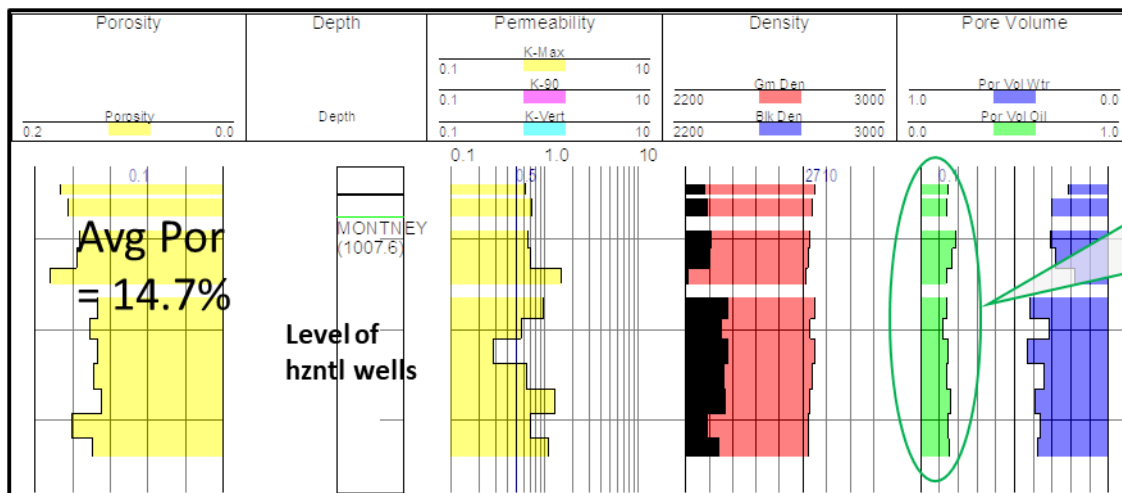 Porosity
Depth
Permeability
Density
Pore Volume
K-Max
0.1 10
K-90
0.1 10
K-Vert
0.1 10
Gm Den
2200 3000
Blk Den
2200 3000
Por Vol Wtr
1.0 0.0
Por Vol Oil
0.0 1.0
Porosity
0.2 0.0
Depth
0.1 1.0 10
0.1
0.5
2710
0.1
MONTNEY
(1007.6)
Avg Por
= 14.7%
Level of
hzntl wells